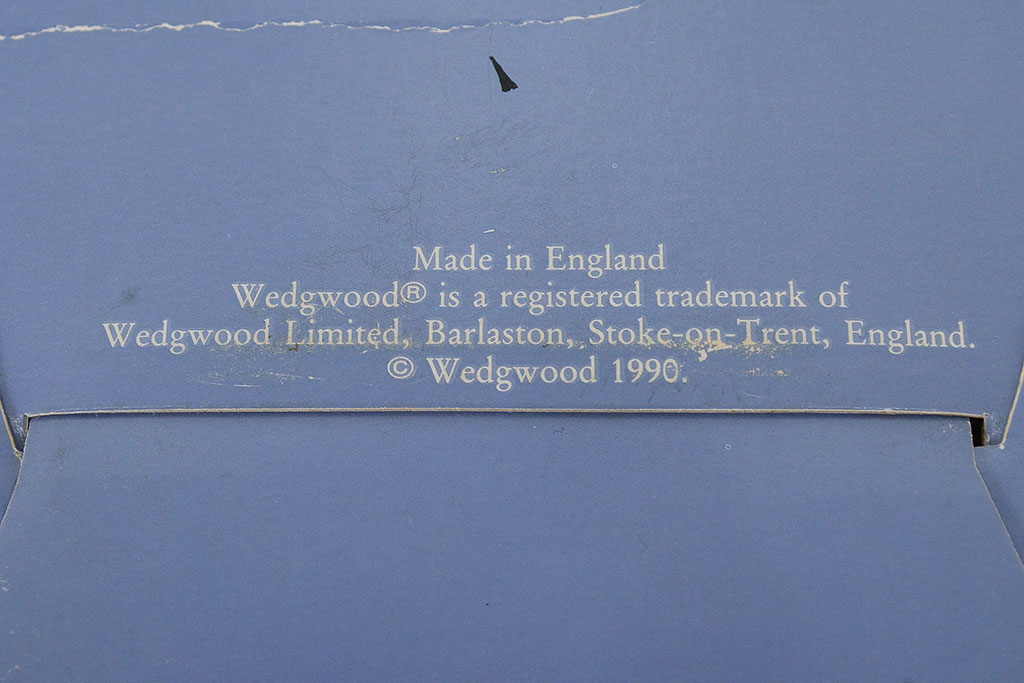 Made in England
Wedgwood® is a registered trademark of
Wedgwood Limited, Barlaston, Stoke-on-Trent, England.
© Wedgwood 1990.